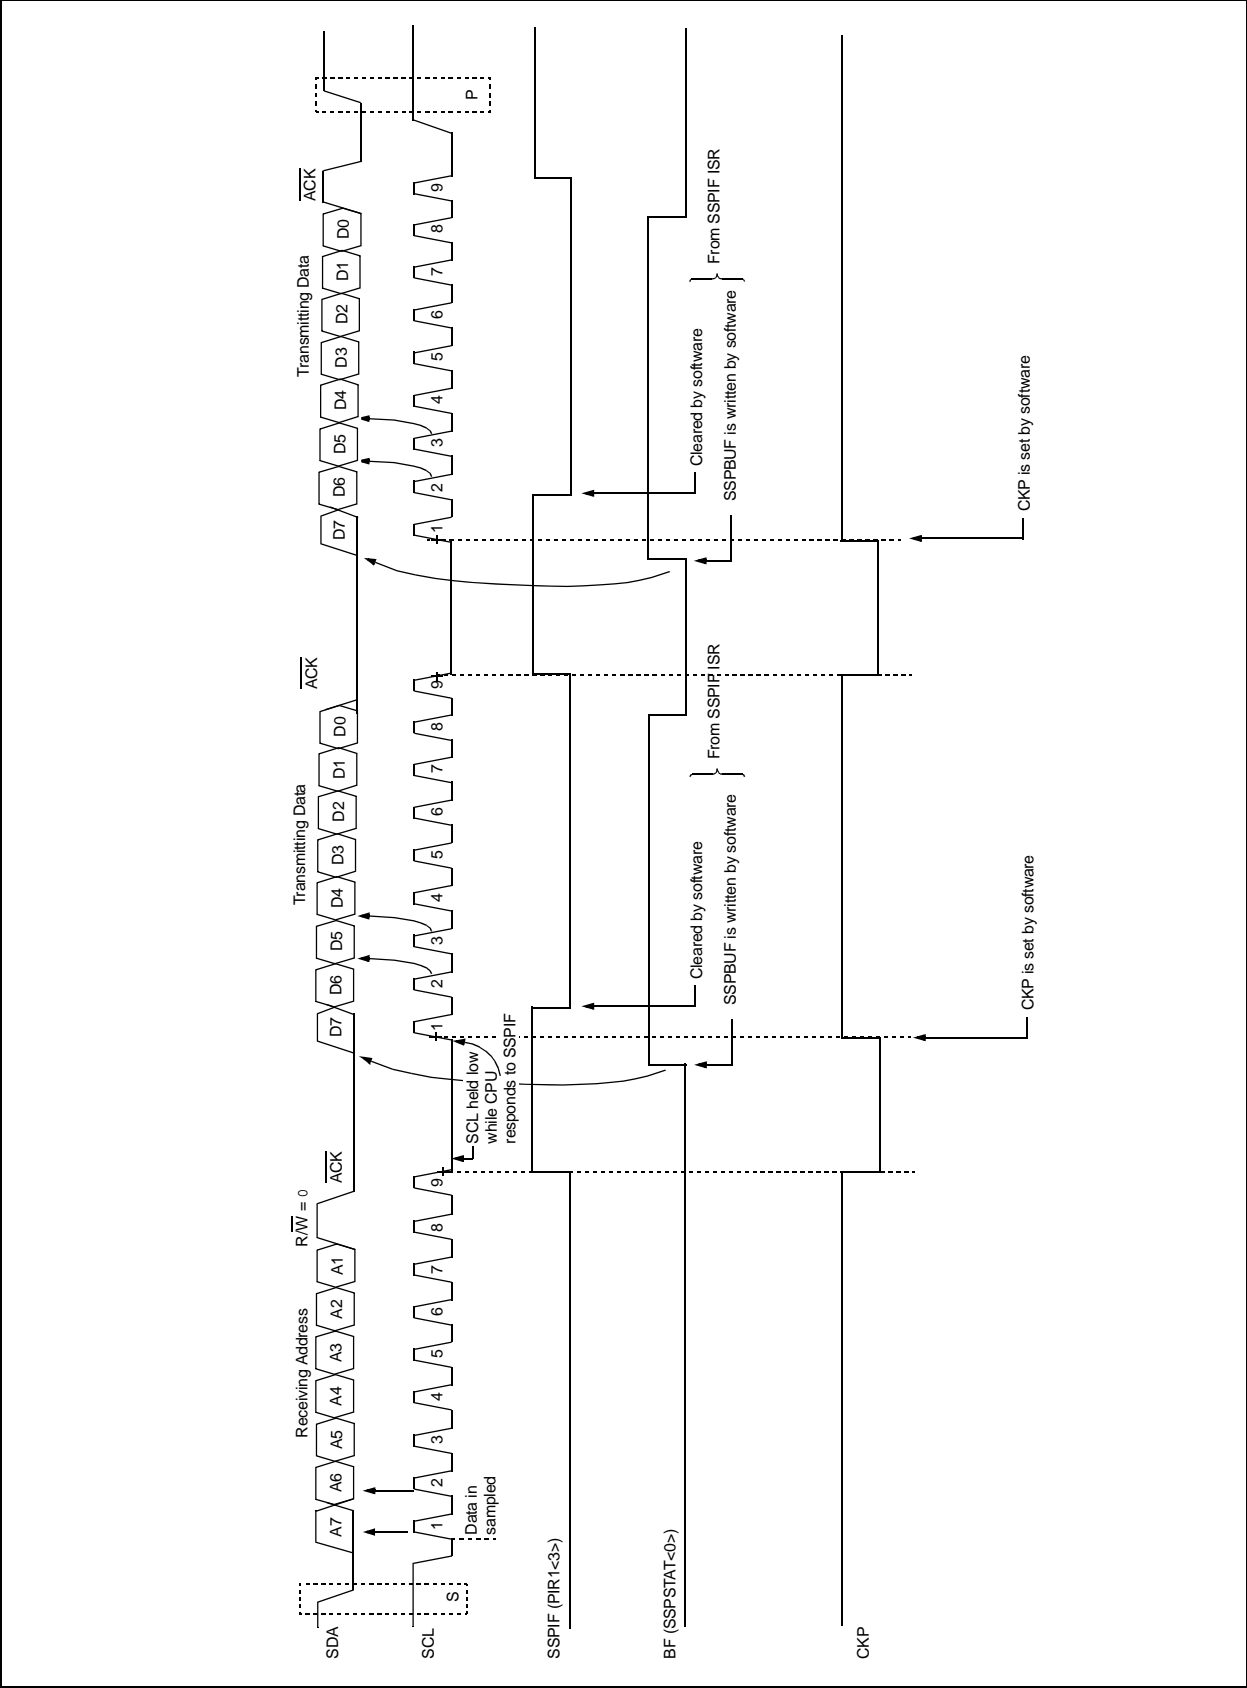 Receiving Address
R/W = 0
ACK
Transmitting Data
ACK
Transmitting Data
ACK
SDA
A7 A6 A5 A4 A3 A2 A1
D7 D6 D5 D4 D3 D2 D1 D0
D7 D6 D5 D4 D3 D2 D1 D0
SCL
S
1 2 3 4 5 6 7 8 9
1 2 3 4 5 6 7 8 9
1 2 3 4 5 6 7 8 9
P
Data in
sampled
SCL held low
while CPU
responds to SSPIF
SSPIF (PIR1<3>)
BF (SSPSTAT<0>)
Cleared by software
SSPBUF is written by software
From SSPIF ISR
Cleared by software
SSPBUF is written by software
From SSPIF ISR
CKP
CKP is set by software
CKP is set by software